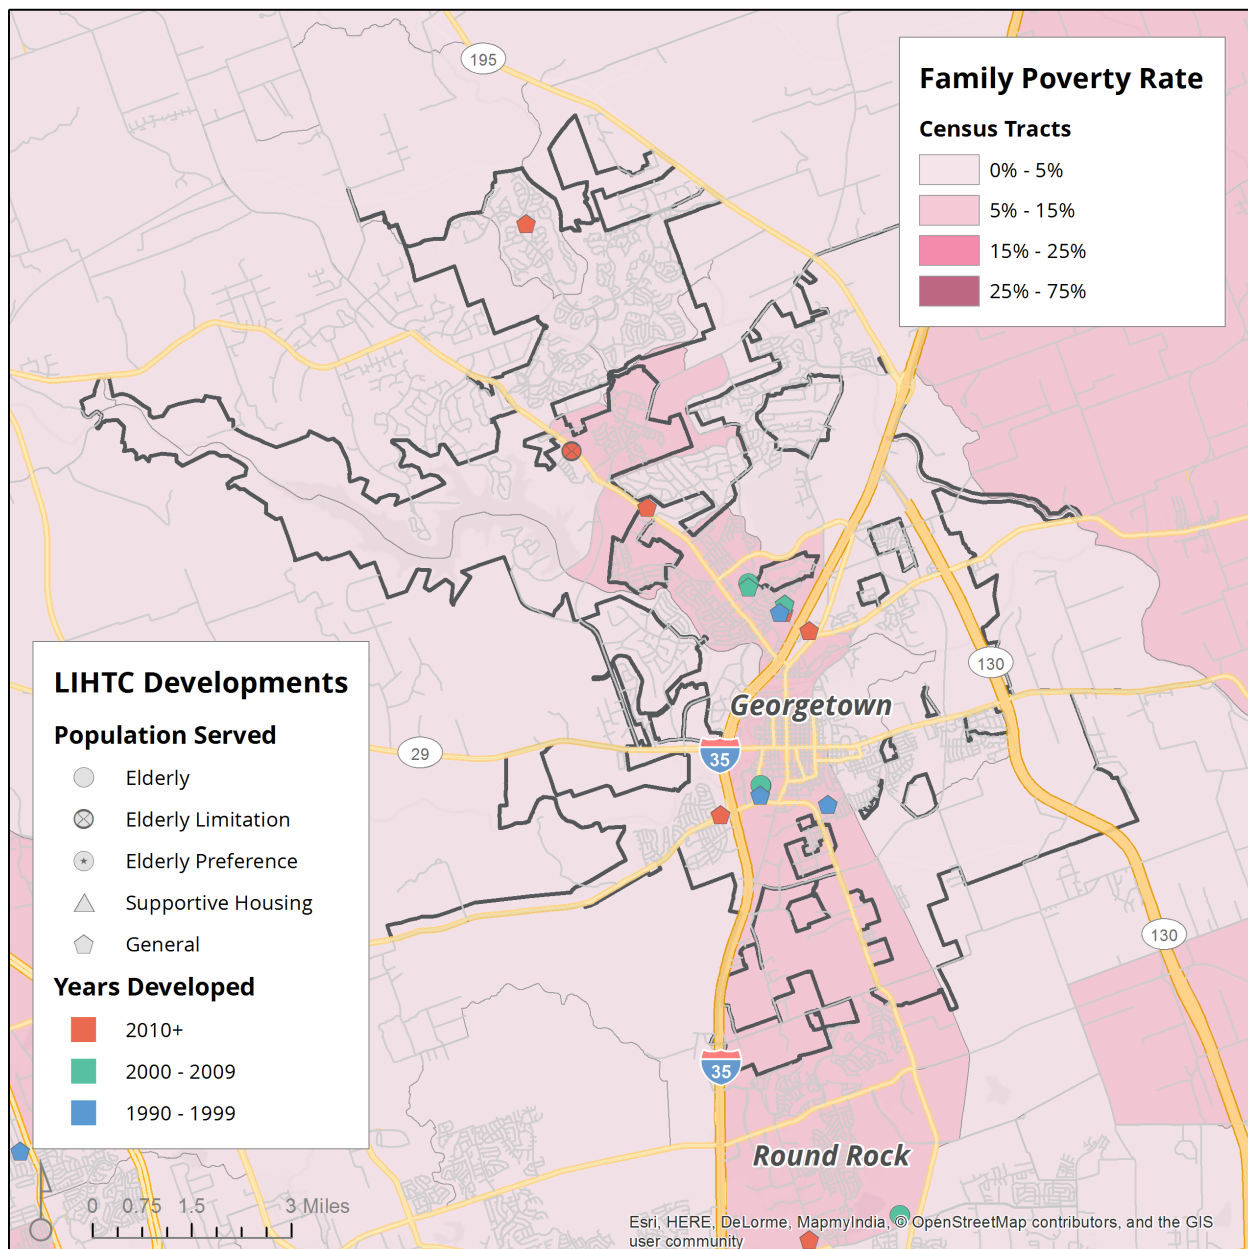 195
Family Poverty Rate
Census Tracts
0% - 5%
5% - 15%
15% - 25%
25% - 75%
130
Georgetown
29
35
LIHTC Developments
Population Served
Elderly
Elderly Limitation
Elderly Preference
Supportive Housing
General
Years Developed
2010+
2000 - 2009
1990 - 1999
130
35
Round Rock
0 0.75 1.5 3 Miles
Esri, HERE, DeLorme, MapmyIndia, © OpenStreetMap contributors, and the GIS
user community